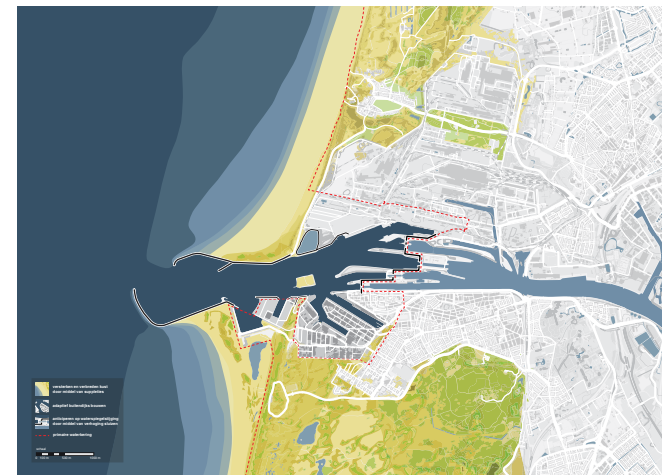 versterken en verbreden kust
door middel van suppleties
adaptief buitendijks bouwen
anticiperen op waterspiegelstijging
door middel van verhoging sluizen
primaire waterkering